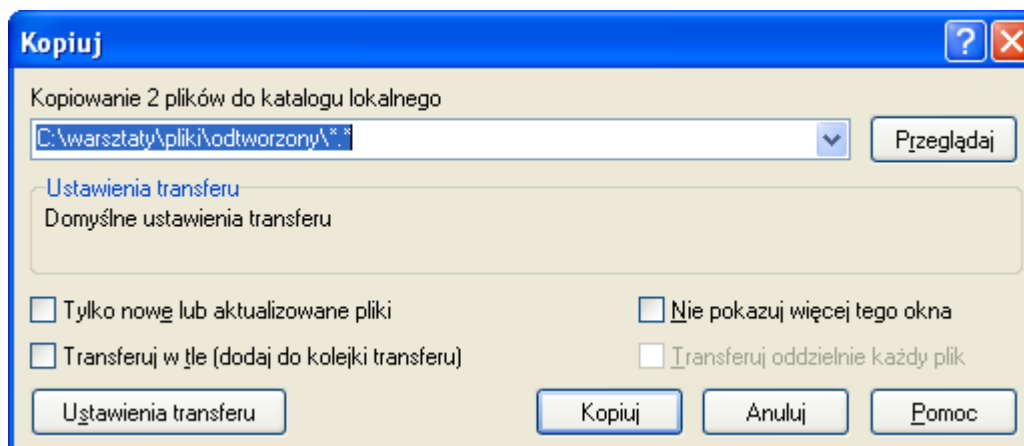 Kopiuj
Kopiowanie 2 plików do katalogu lokalnego
C:\warsztaty\pliki\odtworzony\*.*
Przeglądaj
Ustawienia transferu
Domyślne ustawienia transferu
Tylko nowe lub aktualizowane pliki
Nie pokazuj więcej tego okna
Transferuj w tle (dodaj do kolejki transferu)
Transferuj oddzielnie każdy plik
Ustawienia transferu
Kopiuj
Anuluj
Pomoc